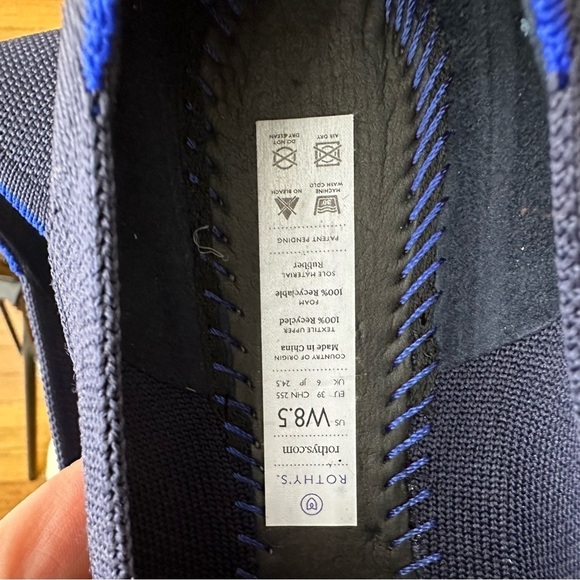 ROTHY'S.
rothys.com
US W8.5
EU 39 CHN 255
UK 6 JP 24.5
COUNTRY OF ORIGIN
Made in China
TEXTILE UPPER
100% Recycled
FOAM
100% Recyclable
SOLE MATERIAL
Rubber
PATENT PENDING
MACHINE
WASH COLD
NO BLEACH
30°
AIR DRY
DO NOT
DRY CLEAN